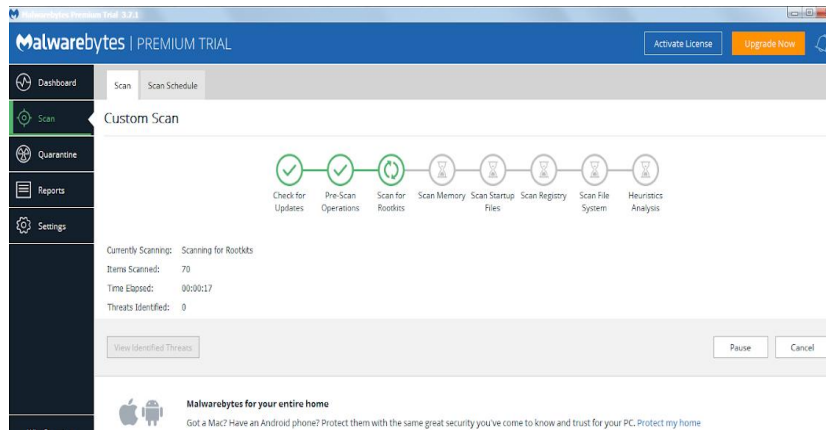 Malwarebytes Premium Trial 3.7.1
Malwarebytes | PREMIUM TRIAL
Activate License
Upgrade Now
Dashboard
Scan
Quarantine
Reports
Settings
Scan Scan Schedule
Custom Scan
Check for Updates
Pre-Scan Operations
Scan for Rootkits
Scan Memory
Scan Startup Files
Scan Registry
Scan File System
Heuristics Analysis
Currently Scanning: Scanning for Rootkits
Items Scanned: 70
Time Elapsed: 00:00:17
Threats Identified: 0
View Identified Threats
Pause
Cancel
Malwarebytes for your entire home
Got a Mac? Have an Android phone? Protect them with the same great security you've come to know and trust for your PC. Protect my home